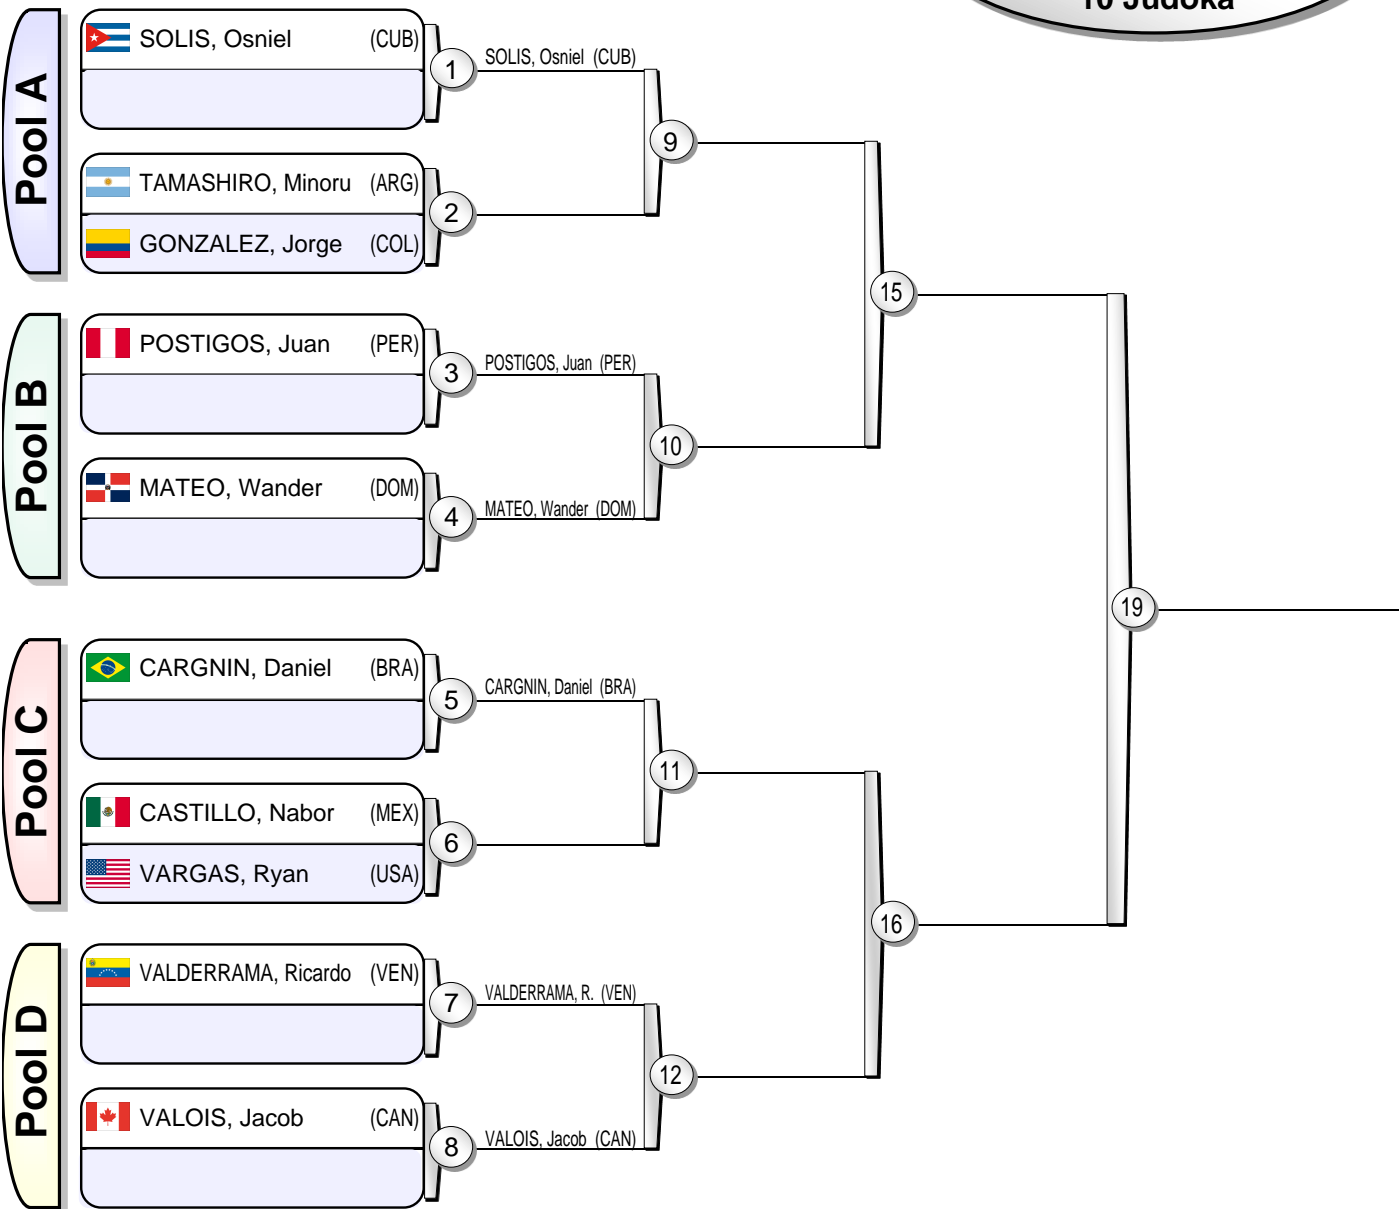 10 Judoka
Pool A
SOLIS, Osniel (CUB)
1
SOLIS, Osniel (CUB)
9
TAMASHIRO, Minoru (ARG)
2
GONZALEZ, Jorge (COL)
15
Pool B
POSTIGOS, Juan (PER)
3
POSTIGOS, Juan (PER)
10
MATEO, Wander (DOM)
4
MATEO, Wander (DOM)
19
Pool C
CARGNIN, Daniel (BRA)
5
CARGNIN, Daniel (BRA)
11
CASTILLO, Nabor (MEX)
6
VARGAS, Ryan (USA)
16
Pool D
VALDERRAMA, Ricardo (VEN)
7
VALDERRAMA, R. (VEN)
12
VALOIS, Jacob (CAN)
8
VALOIS, Jacob (CAN)